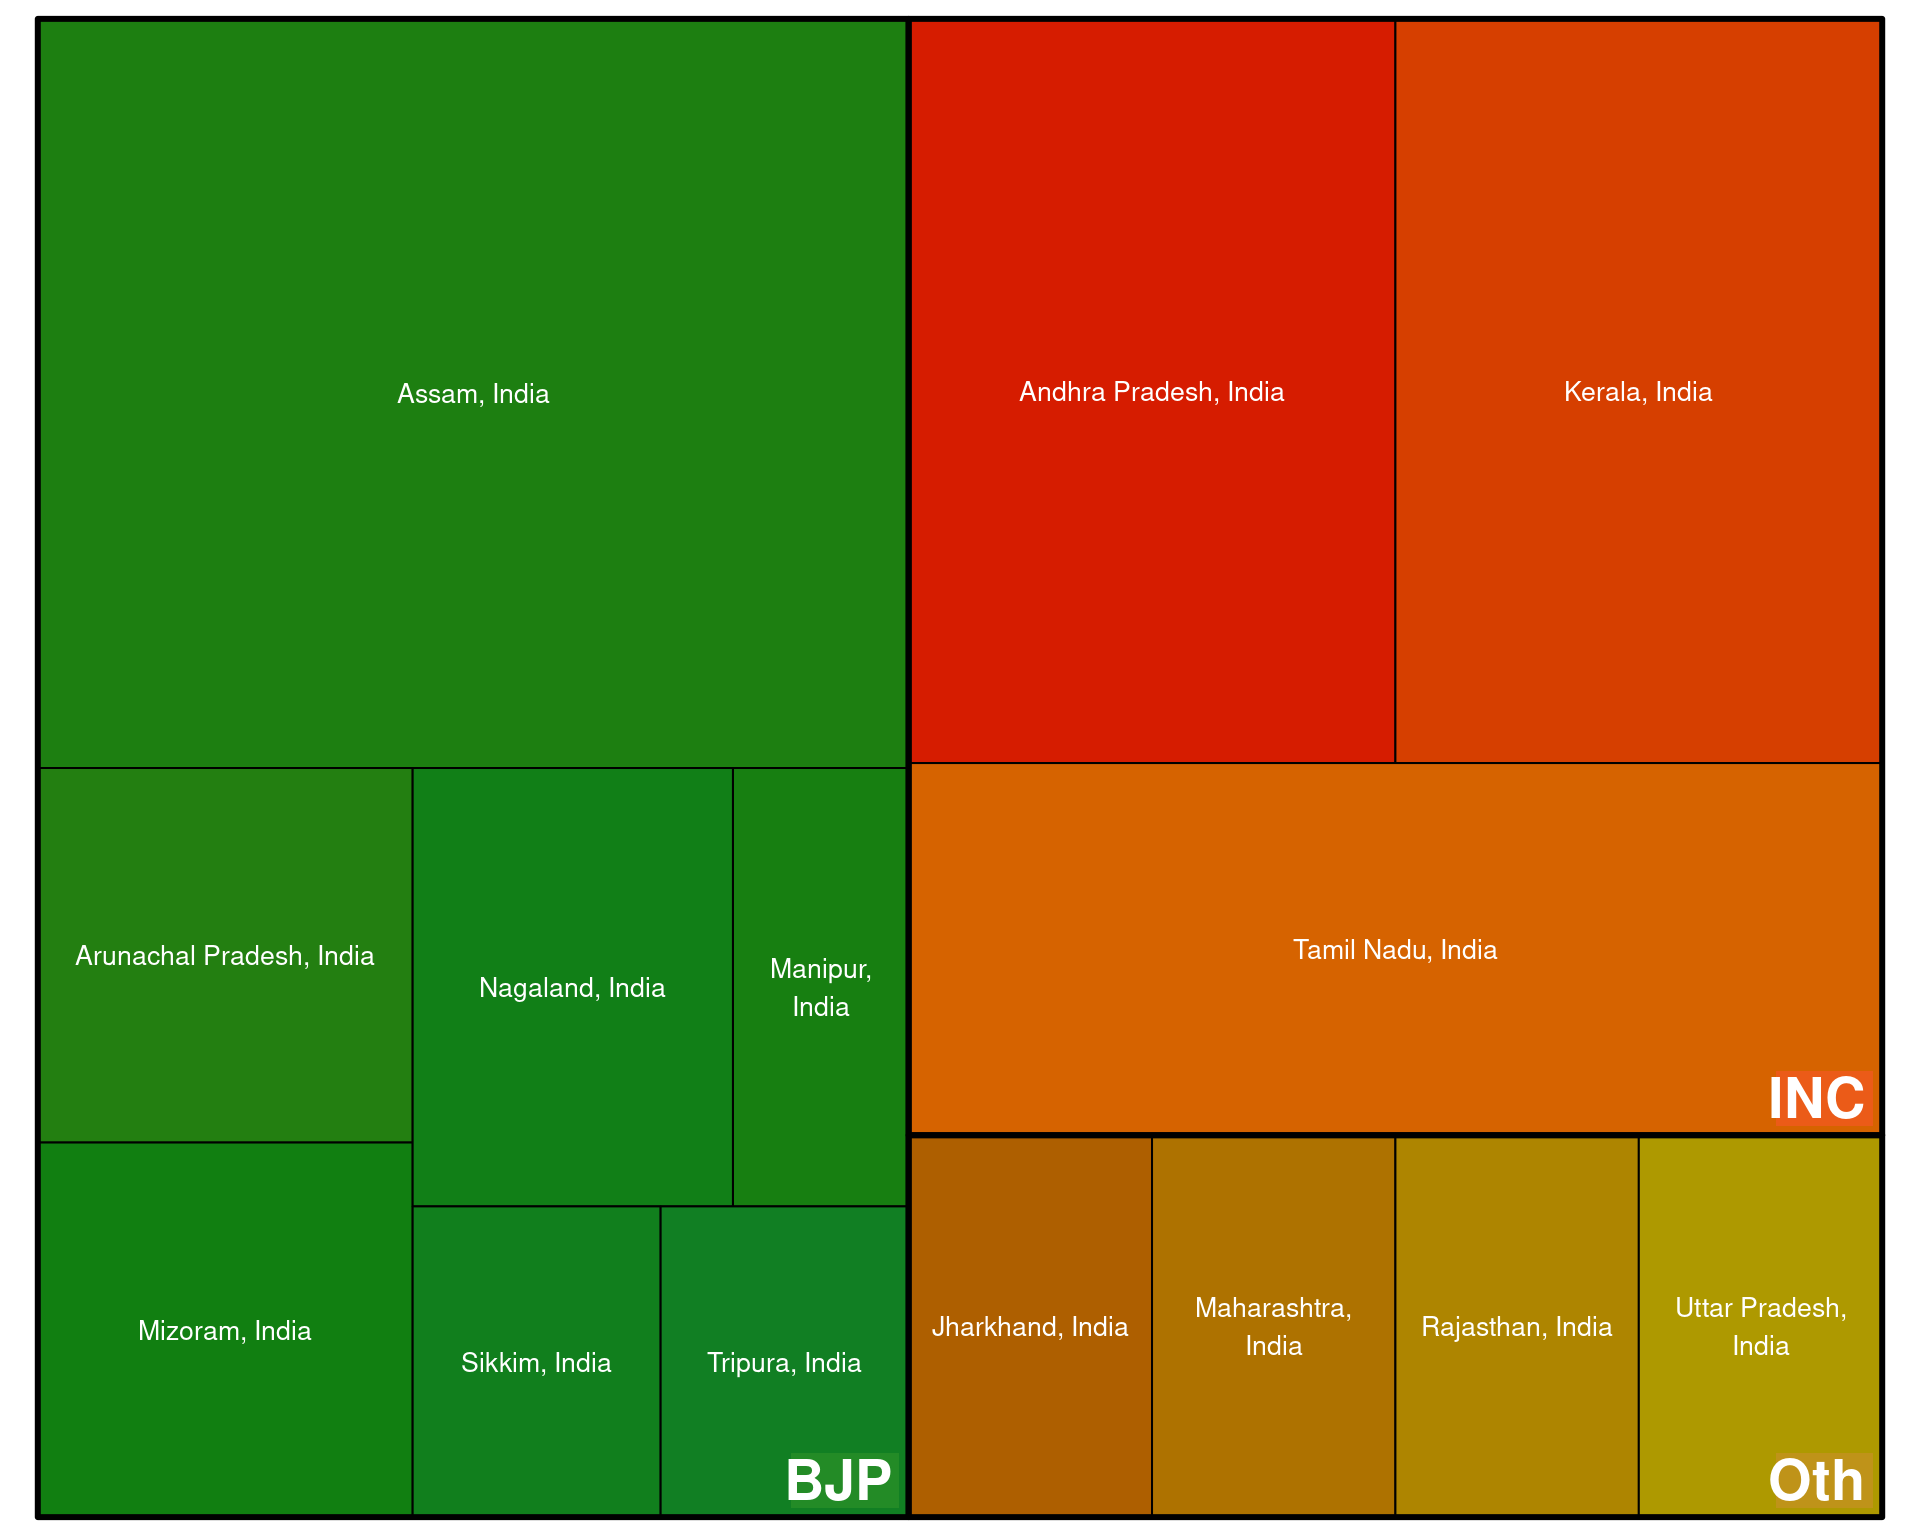 Assam, India
Andhra Pradesh, India
Kerala, India
Arunachal Pradesh, India
Nagaland, India
Manipur,
India
Tamil Nadu, India
INC
Mizoram, India
Sikkim, India
Tripura, India
BJP
Jharkhand, India
Maharashtra,
India
Rajasthan, India
Uttar Pradesh,
India
Oth